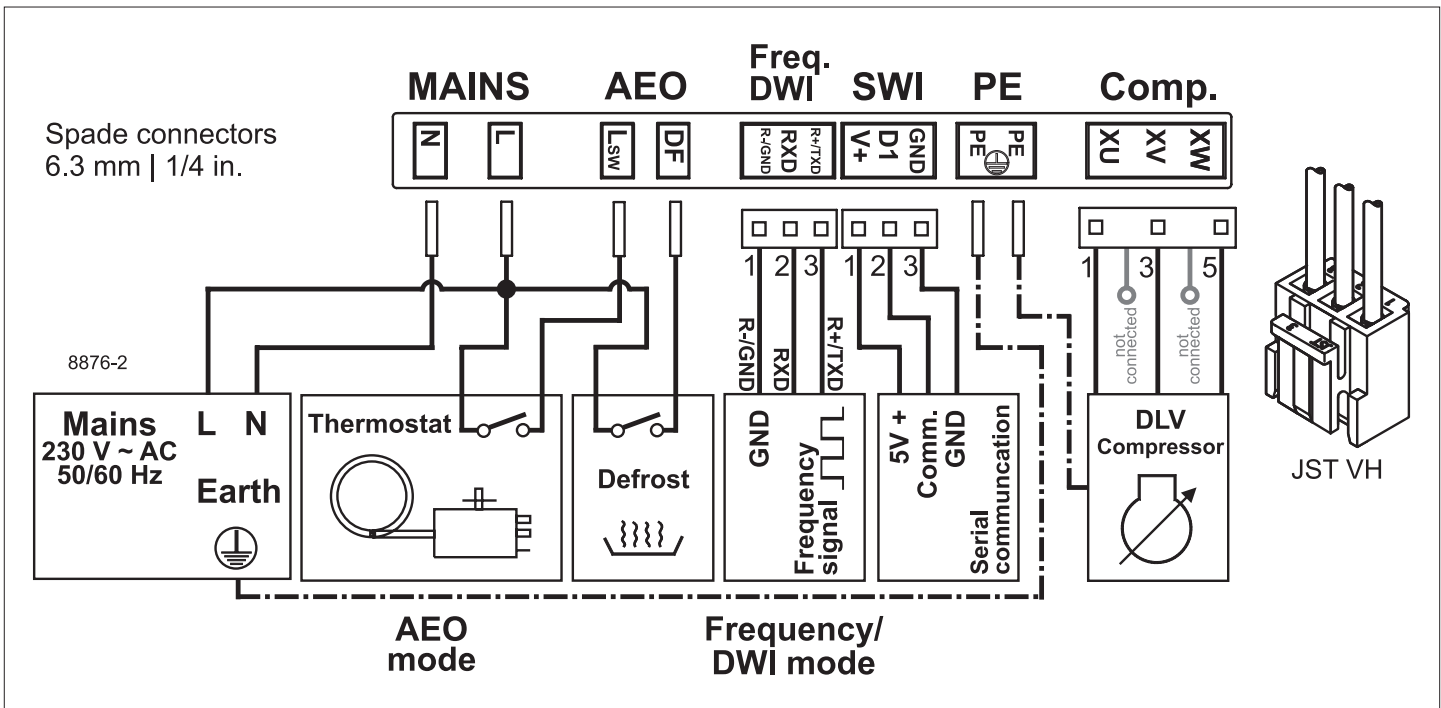 Freq.
MAINS AEO DWI SWI PE Comp.
Spade connectors
6.3 mm | 1/4 in.
N L Lsw DF R-/GND RXD R+/TXD V+ D1 GND PE PE XU XV XW
1 2 3 1 2 3 1 3 5
not connected not connected
R-/GND RXD R+/TXD
8876-2
Mains L N
230 V ~ AC
50/60 Hz
Earth
Thermostat
Defrost
GND
Frequency
signal
5V +
Comm.
GND
Serial
communcation
DLV
Compressor
JST VH
AEO
mode
Frequency/
DWI mode